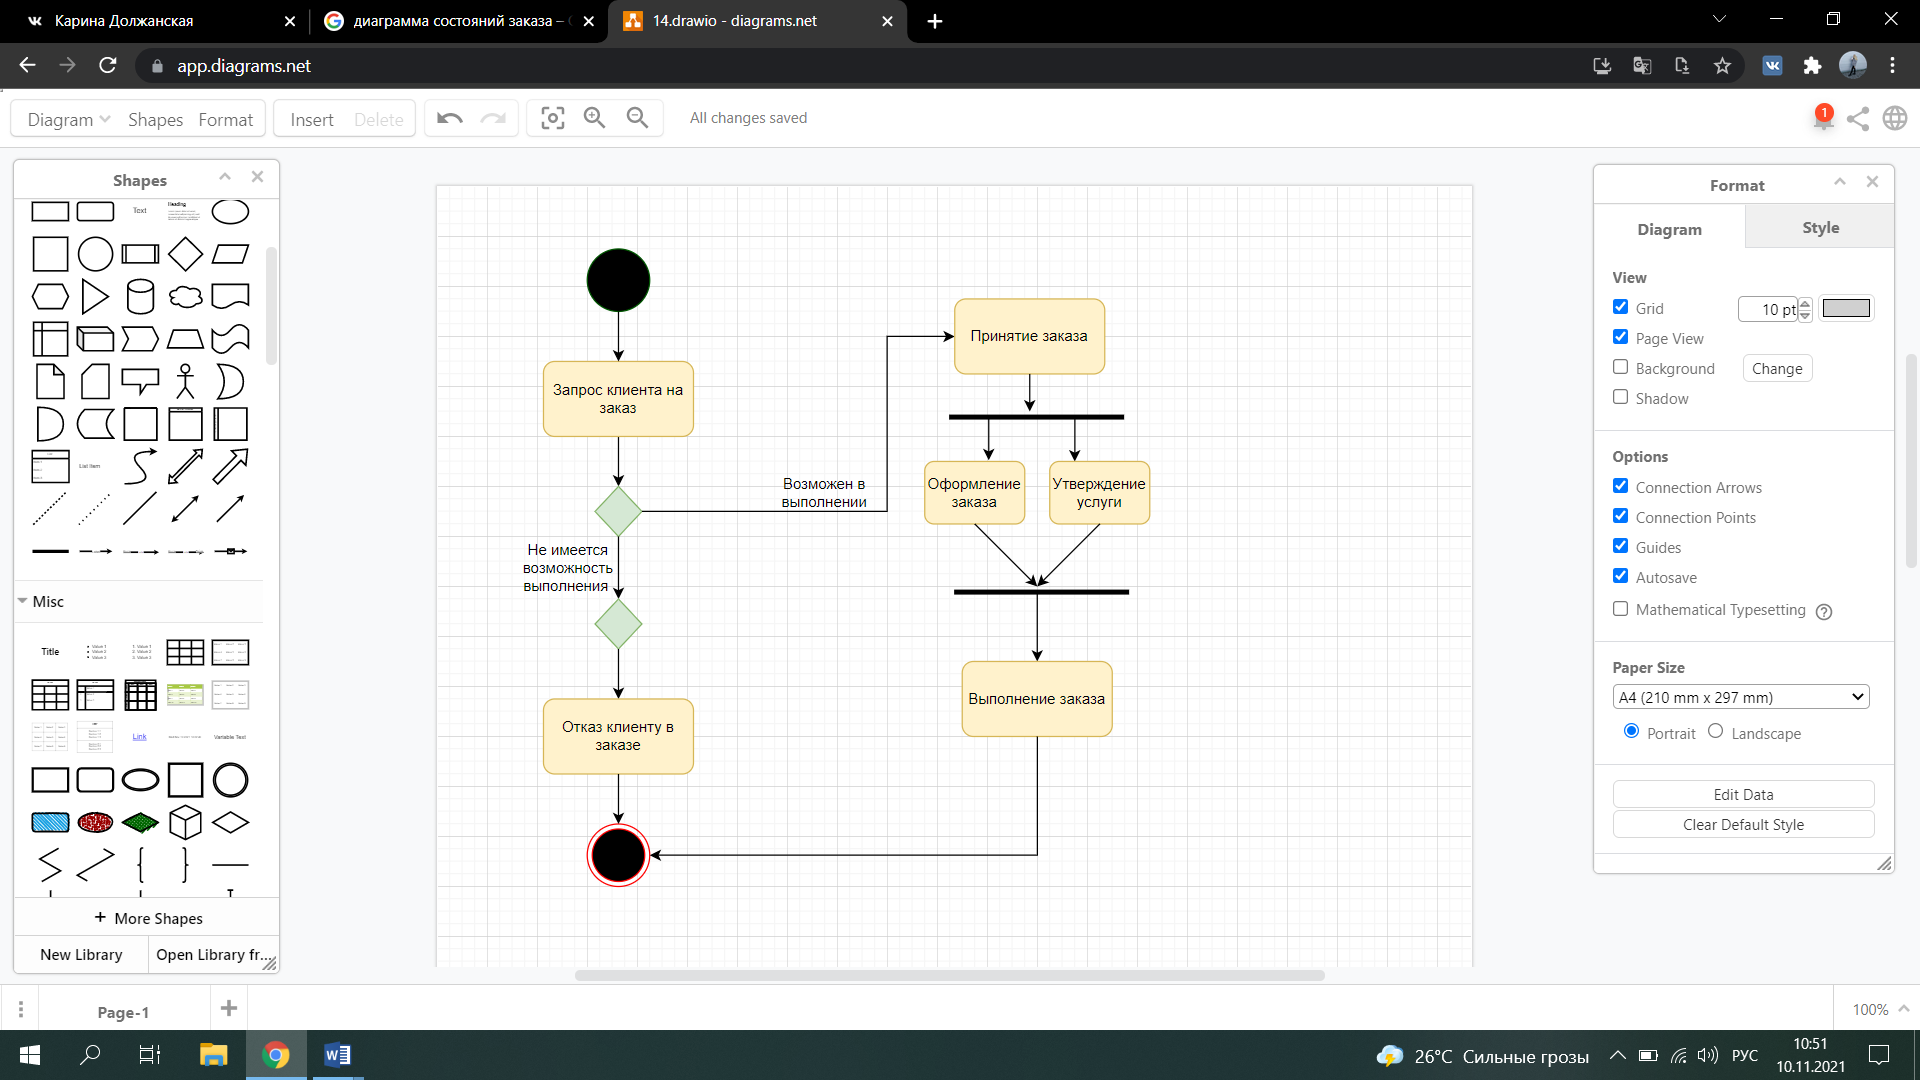 Карина Должанская
диаграмма состояний заказа –
14.drawio - diagrams.net
app.diagrams.net
Diagram
Shapes
Format
Insert
Delete
All changes saved
1
Shapes
Text
Heading
List Item
Misc
Title
Link
Variable Text
More Shapes
New Library
Open Library fr...
Запрос клиента на
заказ
Возможен в
выполнении
Не имеется
возможность
выполнения
Отказ клиенту в
заказе
Принятие заказа
Оформление
заказа
Утверждение
услуги
Выполнение заказа
Format
Diagram
Style
View
Grid
10 pt
Page View
Background
Change
Shadow
Options
Connection Arrows
Connection Points
Guides
Autosave
Mathematical Typesetting
Paper Size
A4 (210 mm x 297 mm)
Portrait
Landscape
Edit Data
Clear Default Style
Page-1
100%
26°C Сильные грозы
РУС
10:51
10.11.2021